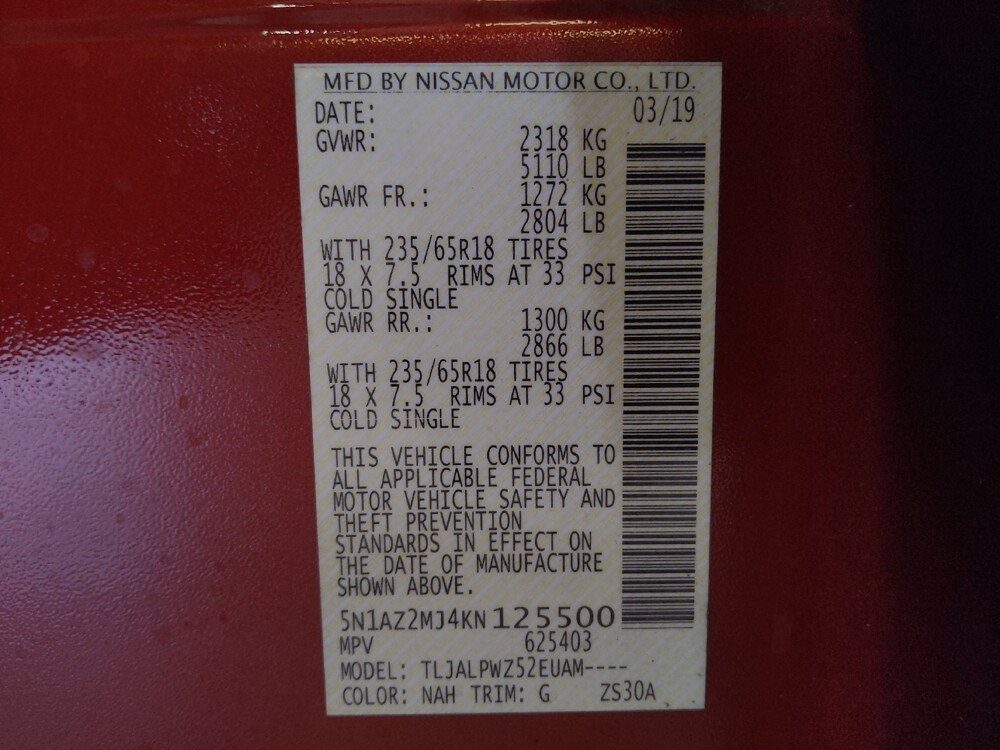 MFD BY NISSAN MOTOR CO., LTD.
DATE: 03/19
GVWR: 2318 KG
5110 LB
GAWR FR.: 1272 KG
2804 LB
WITH 235/65R18 TIRES
18 X 7.5 RIMS AT 33 PSI
COLD SINGLE
GAWR RR.: 1300 KG
2866 LB
WITH 235/65R18 TIRES
18 X 7.5 RIMS AT 33 PSI
COLD SINGLE
THIS VEHICLE CONFORMS TO
ALL APPLICABLE FEDERAL
MOTOR VEHICLE SAFETY AND
THEFT PREVENTION
STANDARDS IN EFFECT ON
THE DATE OF MANUFACTURE
SHOWN ABOVE.
5N1AZ2MJ4KN125500
MPV 625403
MODEL: TLJALPWZ52EUAM----
COLOR: NAH TRIM: G ZS30A